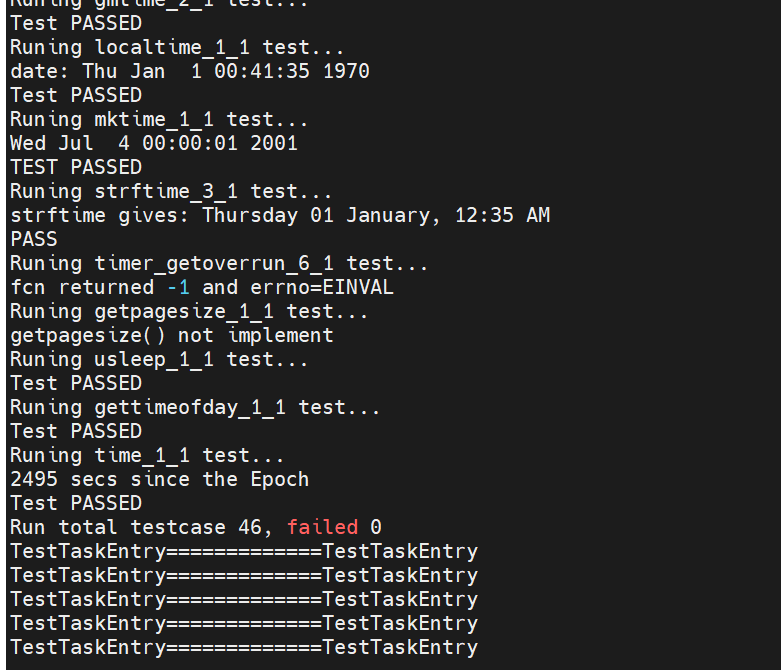 Runing gmtime_2_1 test...
Test PASSED
Runing localtime_1_1 test...
date: Thu Jan  1 00:41:35 1970
Test PASSED
Runing mktime_1_1 test...
Wed Jul  4 00:00:01 2001
TEST PASSED
Runing strftime_3_1 test...
strftime gives: Thursday 01 January, 12:35 AM
PASS
Runing timer_getoverrun_6_1 test...
fcn returned -1 and errno=EINVAL
Runing getpagesize_1_1 test...
getpagesize() not implement
Runing usleep_1_1 test...
Test PASSED
Runing gettimeofday_1_1 test...
Test PASSED
Runing time_1_1 test...
2495 secs since the Epoch
Test PASSED
Run total testcase 46, failed 0
TestTaskEntry=============TestTaskEntry
TestTaskEntry=============TestTaskEntry
TestTaskEntry=============TestTaskEntry
TestTaskEntry=============TestTaskEntry
TestTaskEntry=============TestTaskEntry